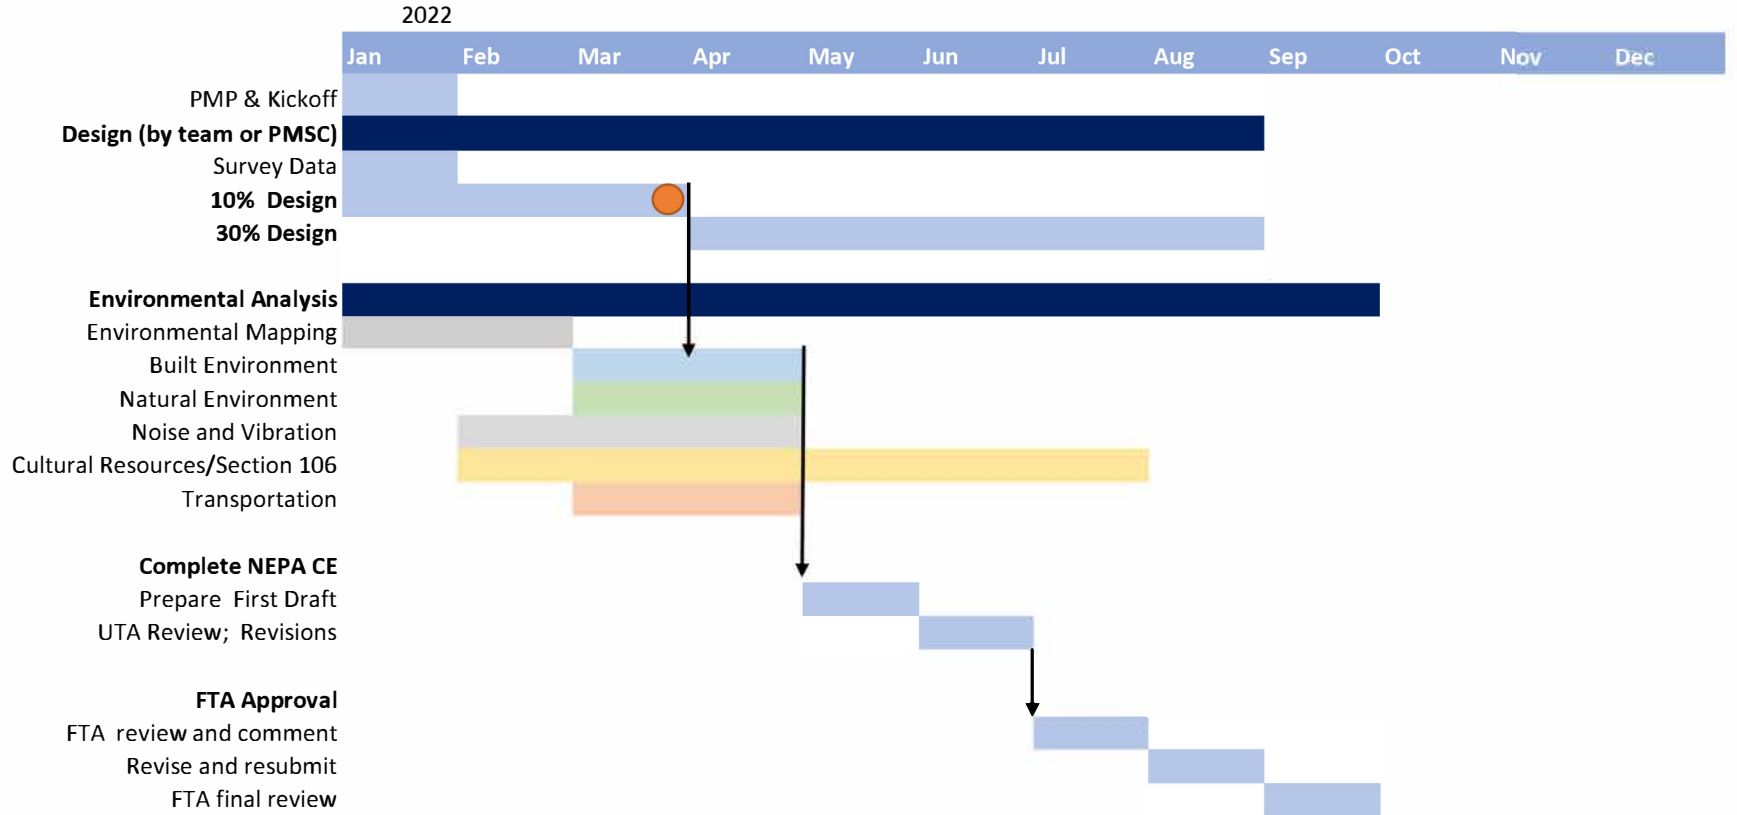 2022
Jan Feb Mar Apr May Jun Jul Aug Sep Oct Nov Dec
PMP & Kickoff
Design (by team or PMSC)
Survey Data
10% Design
30% Design
Environmental Analysis
Environmental Mapping
Built Environment
Natural Environment
Noise and Vibration
Cultural Resources/Section 106
Transportation
Complete NEPA CE
Prepare First Draft
UTA Review; Revisions
FTA Approval
FTA review and comment
Revise and resubmit
FTA final review